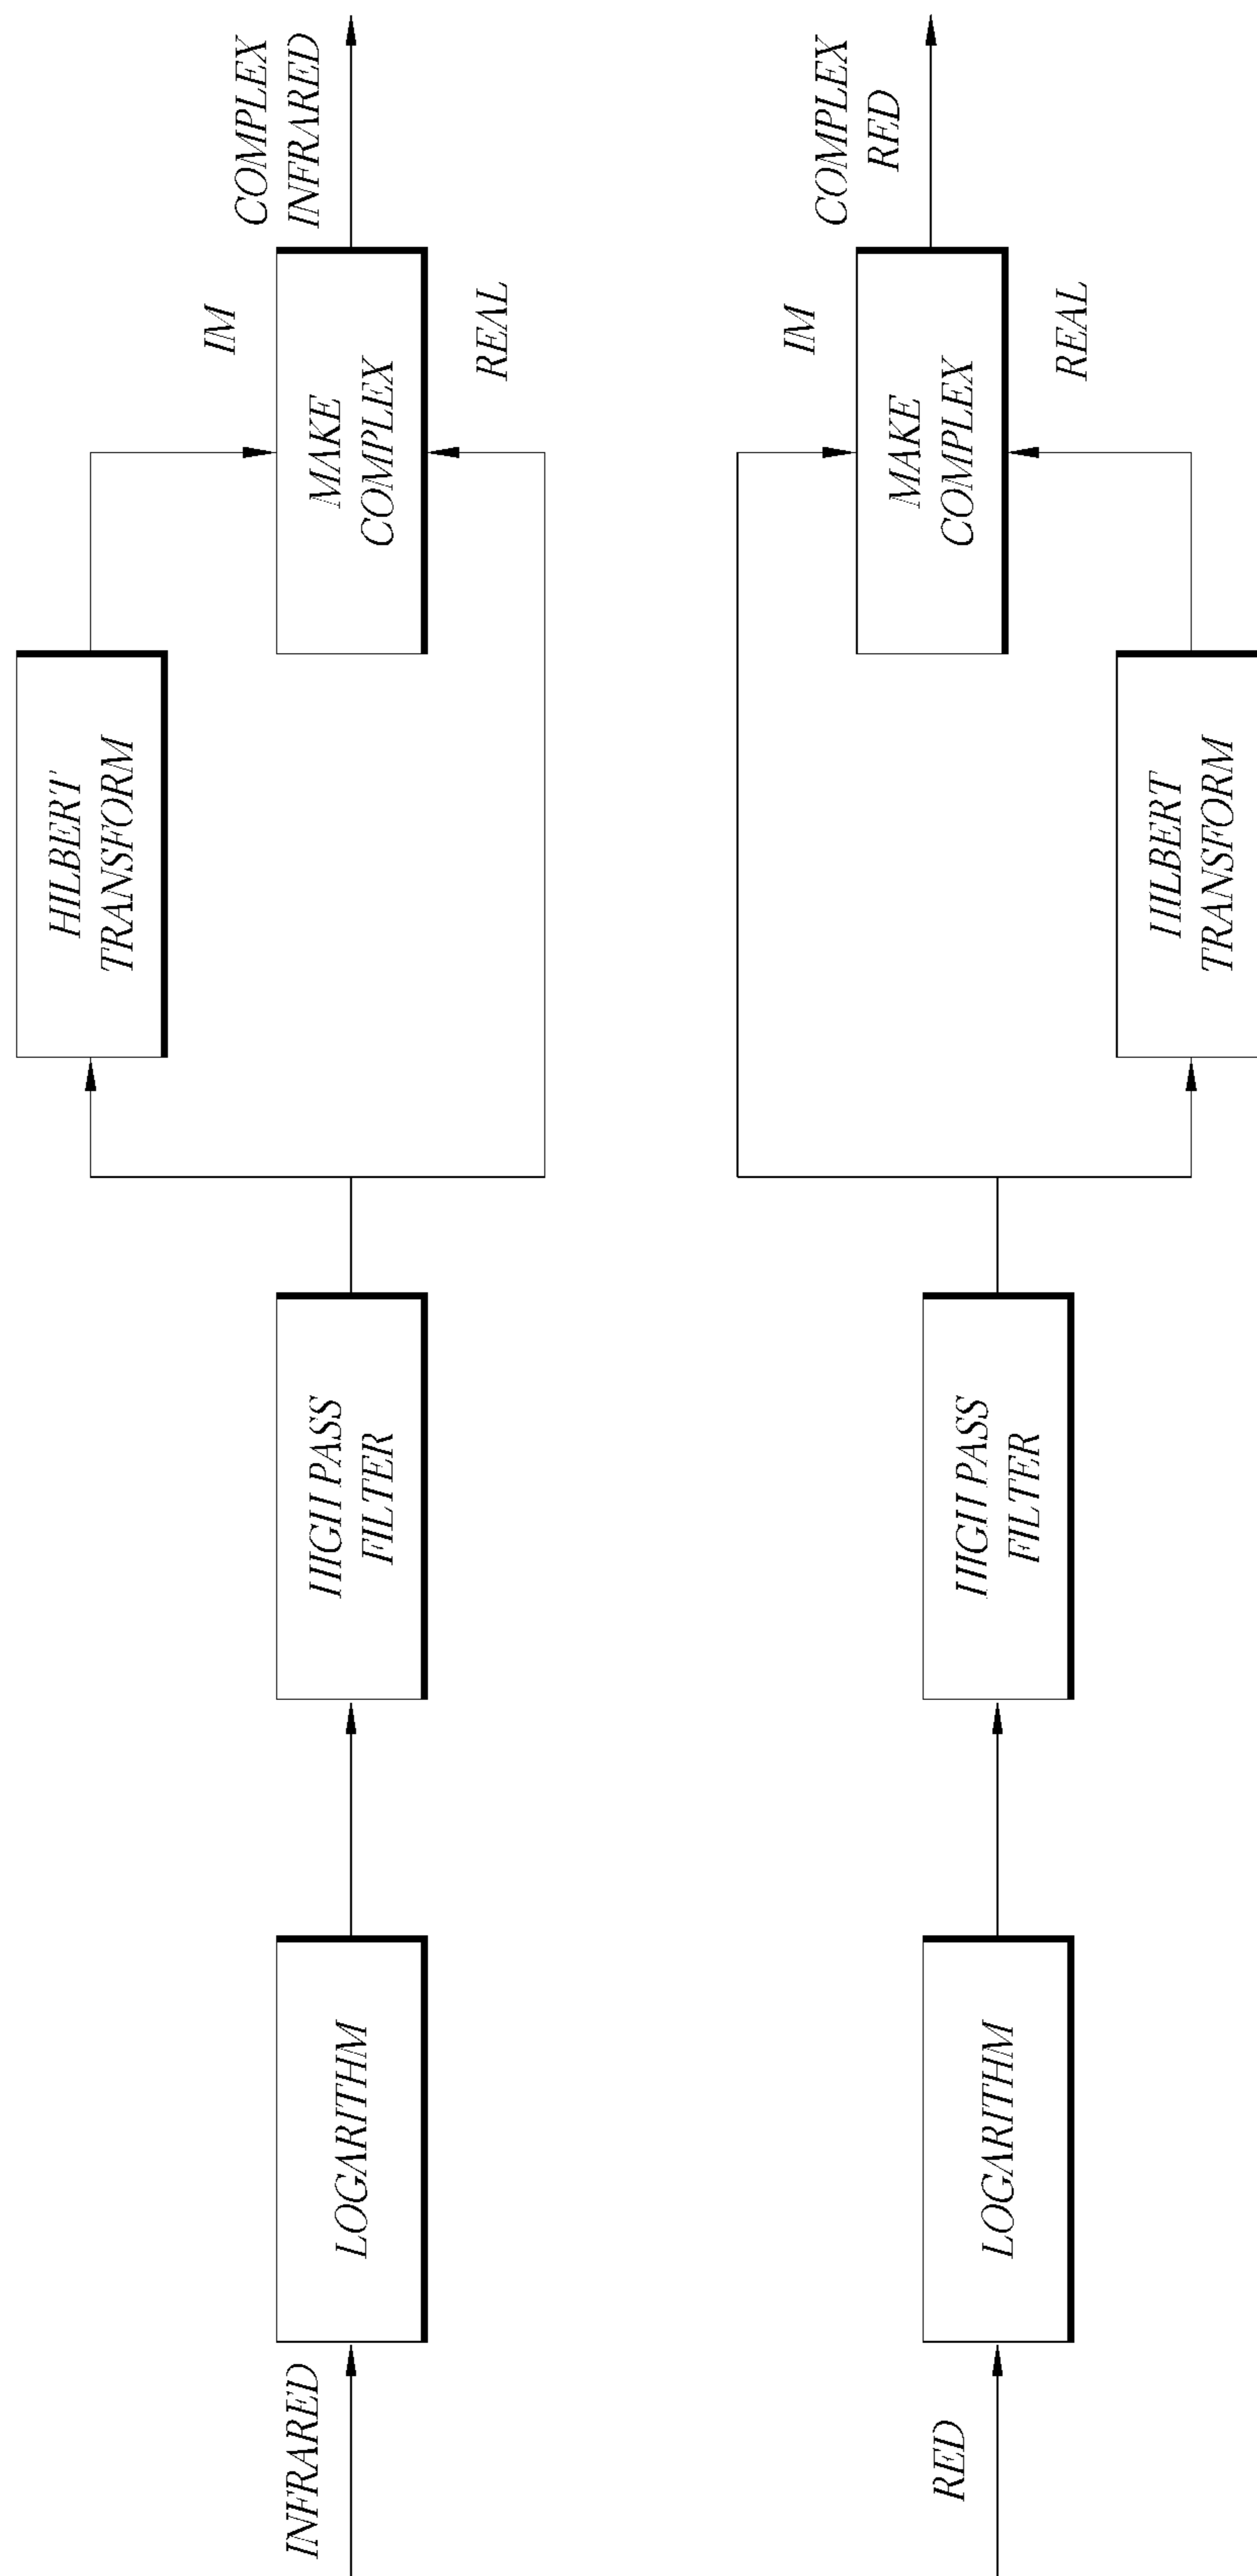 INFRARED
LOGARITHM
HIGH PASS
FILTER
HILBERT
TRANSFORM
IM
MAKE
COMPLEX
REAL
COMPLEX
INFRARED
RED
LOGARITHM
HIGH PASS
FILTER
HILBERT
TRANSFORM
IM
MAKE
COMPLEX
REAL
COMPLEX
RED